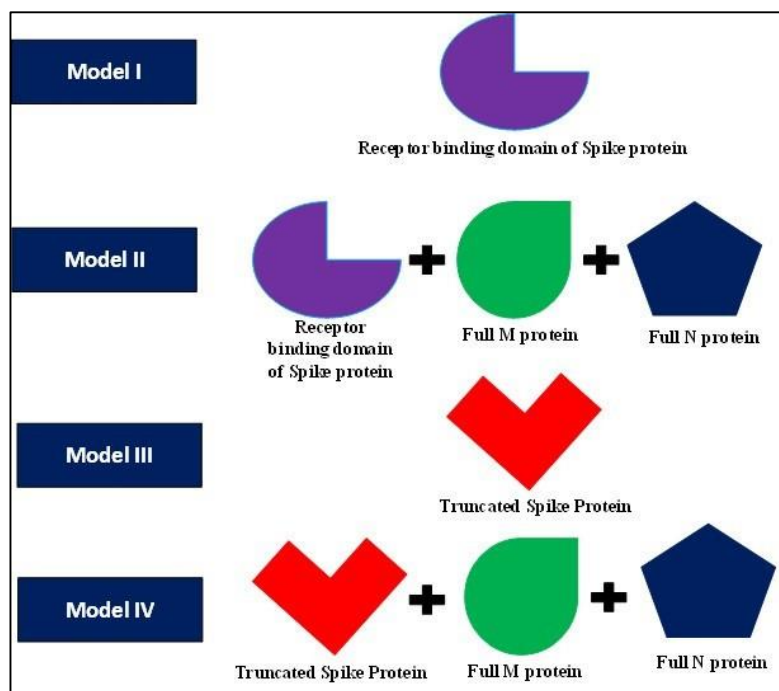 Model I
Receptor binding domain of Spike protein
Model II
Receptor
binding domain
of Spike protein
Full M protein
Full N protein
Model III
Truncated Spike Protein
Model IV
Truncated Spike Protein
Full M protein
Full N protein